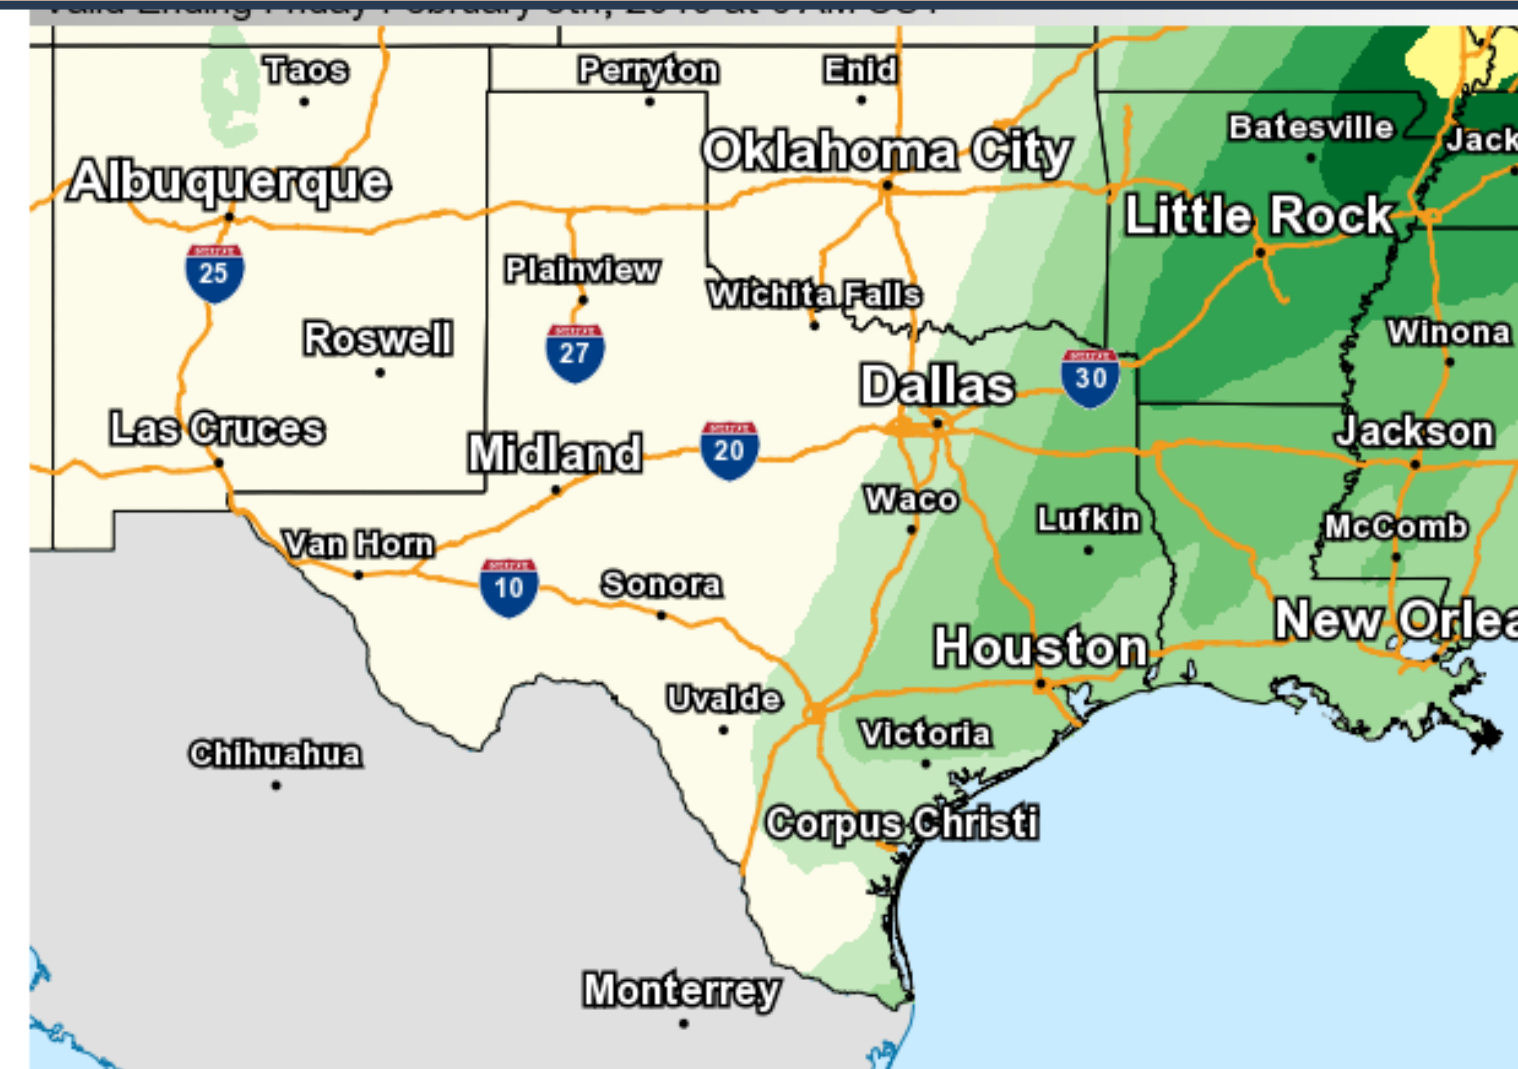 Taos
Perryton
Enid
Batesville
Oklahoma City
Jack
Albuquerque
Little Rock
25
Plainview
Wichita Falls
Roswell
27
Winona
30
Dallas
Las Cruces
Midland
20
Jackson
Waco
Lufkin
McComb
Van Horn
10
Sonora
New Orlea
Houston
Uvalde
Victoria
Chihuahua
Corpus Christi
Monterrey